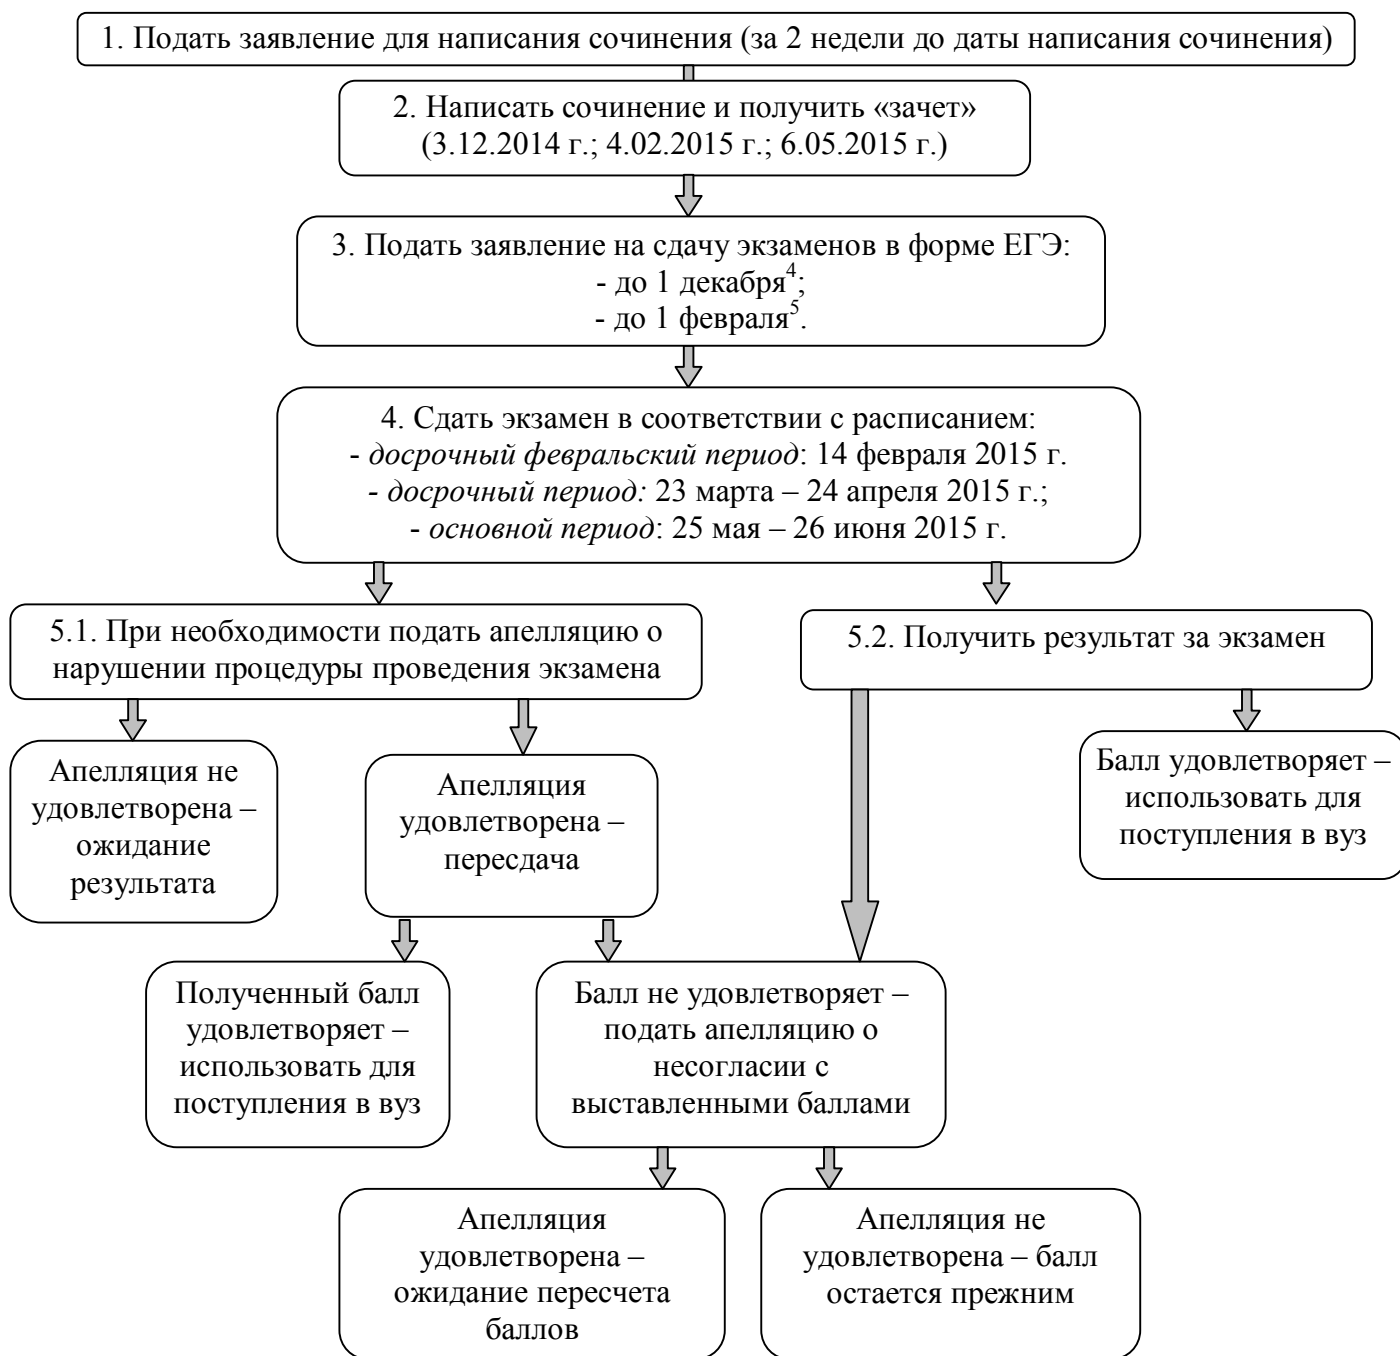 1. Подать заявление для написания сочинения (за 2 недели до даты написания сочинения)
2. Написать сочинение и получить «зачет»
(3.12.2014 г.; 4.02.2015 г.; 6.05.2015 г.)
3. Подать заявление на сдачу экзаменов в форме ЕГЭ:
- до 1 декабря⁴;
- до 1 февраля⁵.
4. Сдать экзамен в соответствии с расписанием:
- досрочный февральский период: 14 февраля 2015 г.
- досрочный период: 23 марта – 24 апреля 2015 г.;
- основной период: 25 мая – 26 июня 2015 г.
5.1. При необходимости подать апелляцию о
нарушении процедуры проведения экзамена
5.2. Получить результат за экзамен
Апелляция не
удовлетворена –
ожидание
результата
Апелляция
удовлетворена –
пересдача
Балл удовлетворяет –
использовать для
поступления в вуз
Полученный балл
удовлетворяет –
использовать для
поступления в вуз
Балл не удовлетворяет –
подать апелляцию о
несогласии с
выставленными баллами
Апелляция
удовлетворена –
ожидание пересчета
баллов
Апелляция не
удовлетворена – балл
остается прежним